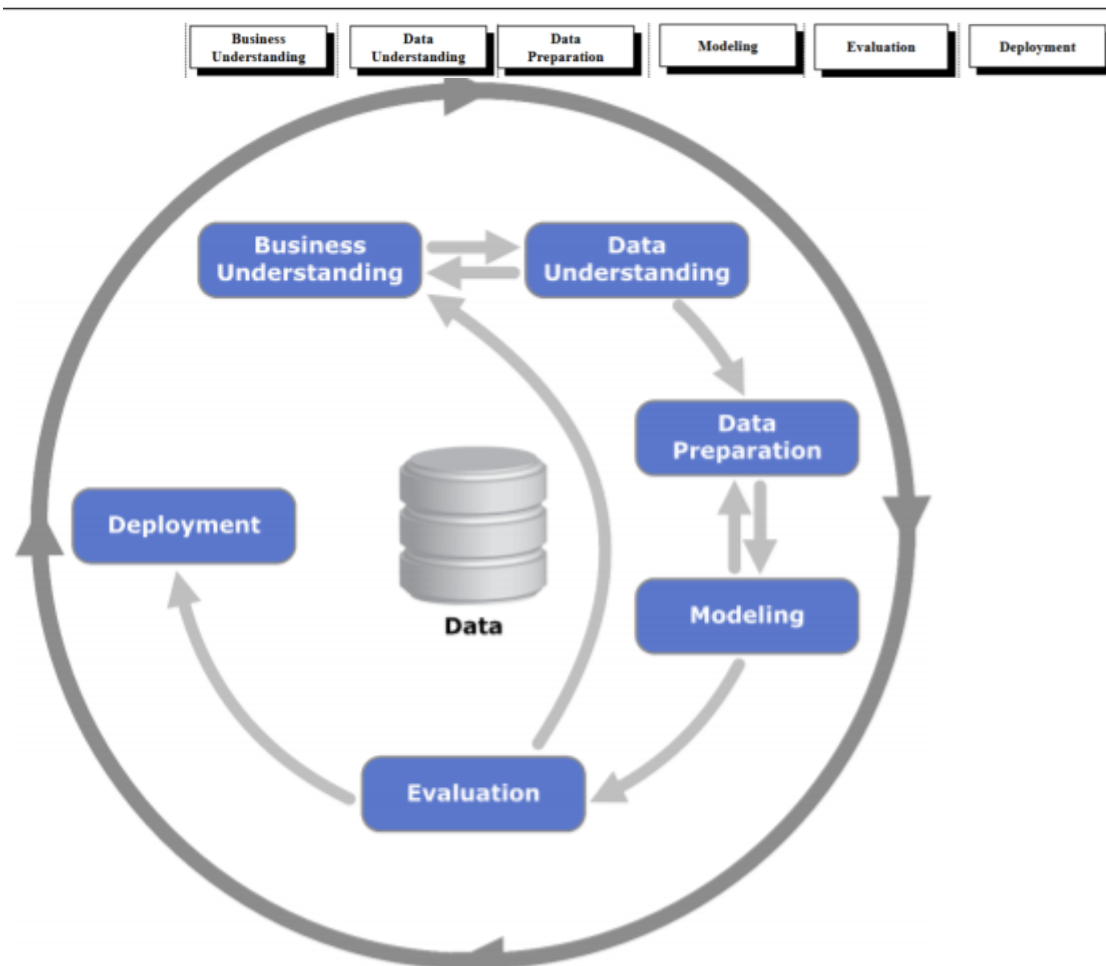 Business
Understanding
Data
Understanding
Data
Preparation
Modeling
Evaluation
Deployment
Business
Understanding
Data
Understanding
Data
Preparation
Deployment
Modeling
Data
Evaluation